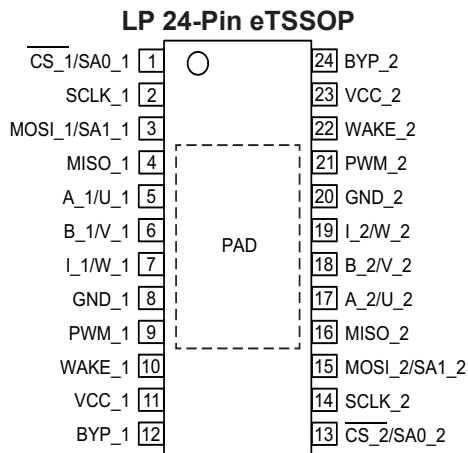 LP 24-Pin eTSSOP
CS_1/SA0_1 1
SCLK_1 2
MOSI_1/SA1_1 3
MISO_1 4
A_1/U_1 5
B_1/V_1 6
I_1/W_1 7
GND_1 8
PWM_1 9
WAKE_1 10
VCC_1 11
BYP_1 12
PAD
24 BYP_2
23 VCC_2
22 WAKE_2
21 PWM_2
20 GND_2
19 I_2/W_2
18 B_2/V_2
17 A_2/U_2
16 MISO_2
15 MOSI_2/SA1_2
14 SCLK_2
13 CS_2/SA0_2